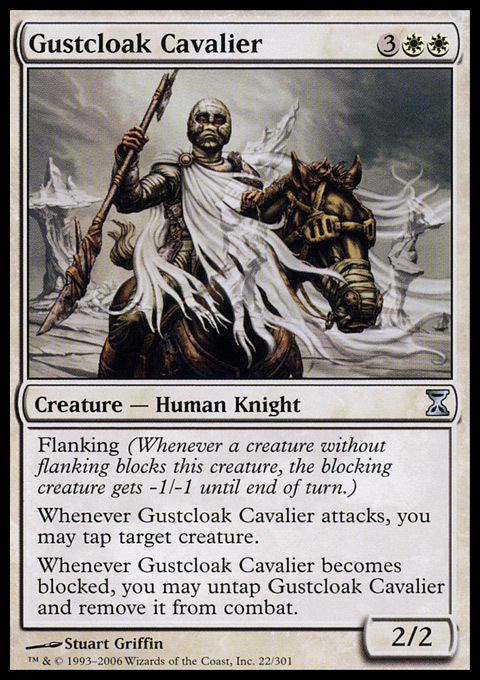 Gustcloak Cavalier 3
Creature — Human Knight
Flanking (Whenever a creature without
flanking blocks this creature, the blocking
creature gets -1/-1 until end of turn.)
Whenever Gustcloak Cavalier attacks, you
may tap target creature.
Whenever Gustcloak Cavalier becomes
blocked, you may untap Gustcloak Cavalier
and remove it from combat.
2/2
Stuart Griffin
™ & © 1993–2006 Wizards of the Coast, Inc. 22/301